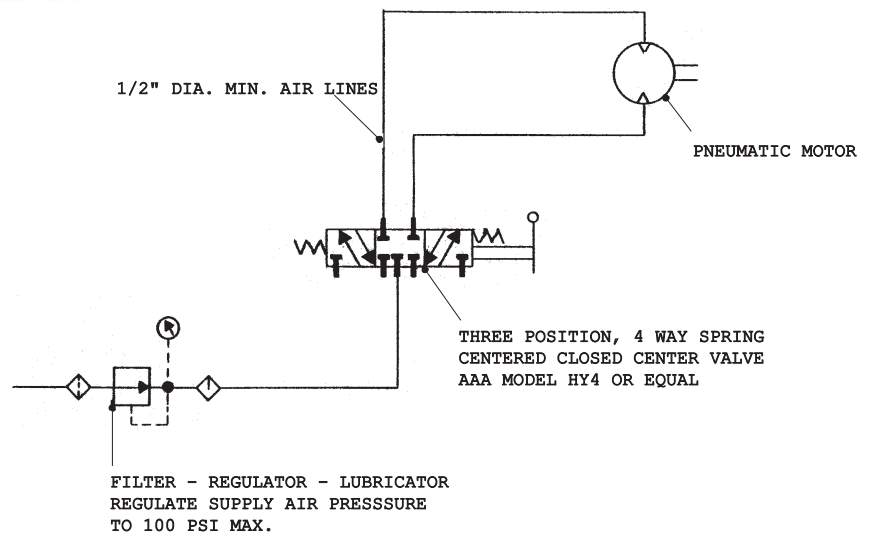 1/2" DIA. MIN. AIR LINES
PNEUMATIC MOTOR
THREE POSITION, 4 WAY SPRING
CENTERED CLOSED CENTER VALVE
AAA MODEL HY4 OR EQUAL
FILTER - REGULATOR - LUBRICATOR
REGULATE SUPPLY AIR PRESSSURE
TO 100 PSI MAX.